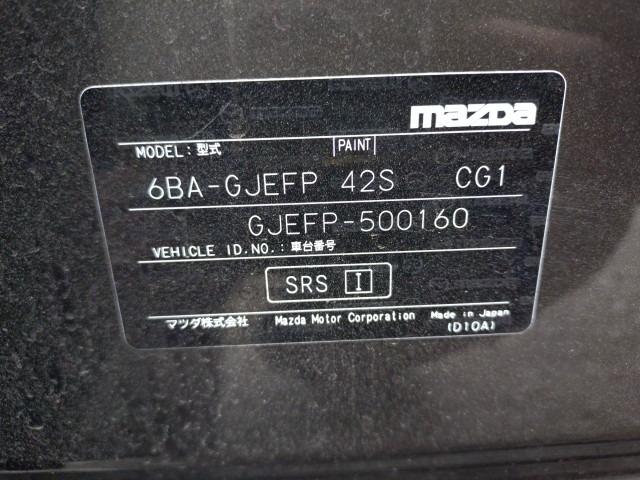 mazda
MODEL:型式 PAINT
6BA-GJEFP 42S CG1
GJEFP-500160
VEHICLE ID.NO.:車台番号
SRS I
マツダ株式会社 Mazda Motor Corporation Made in Japan
(D10A)